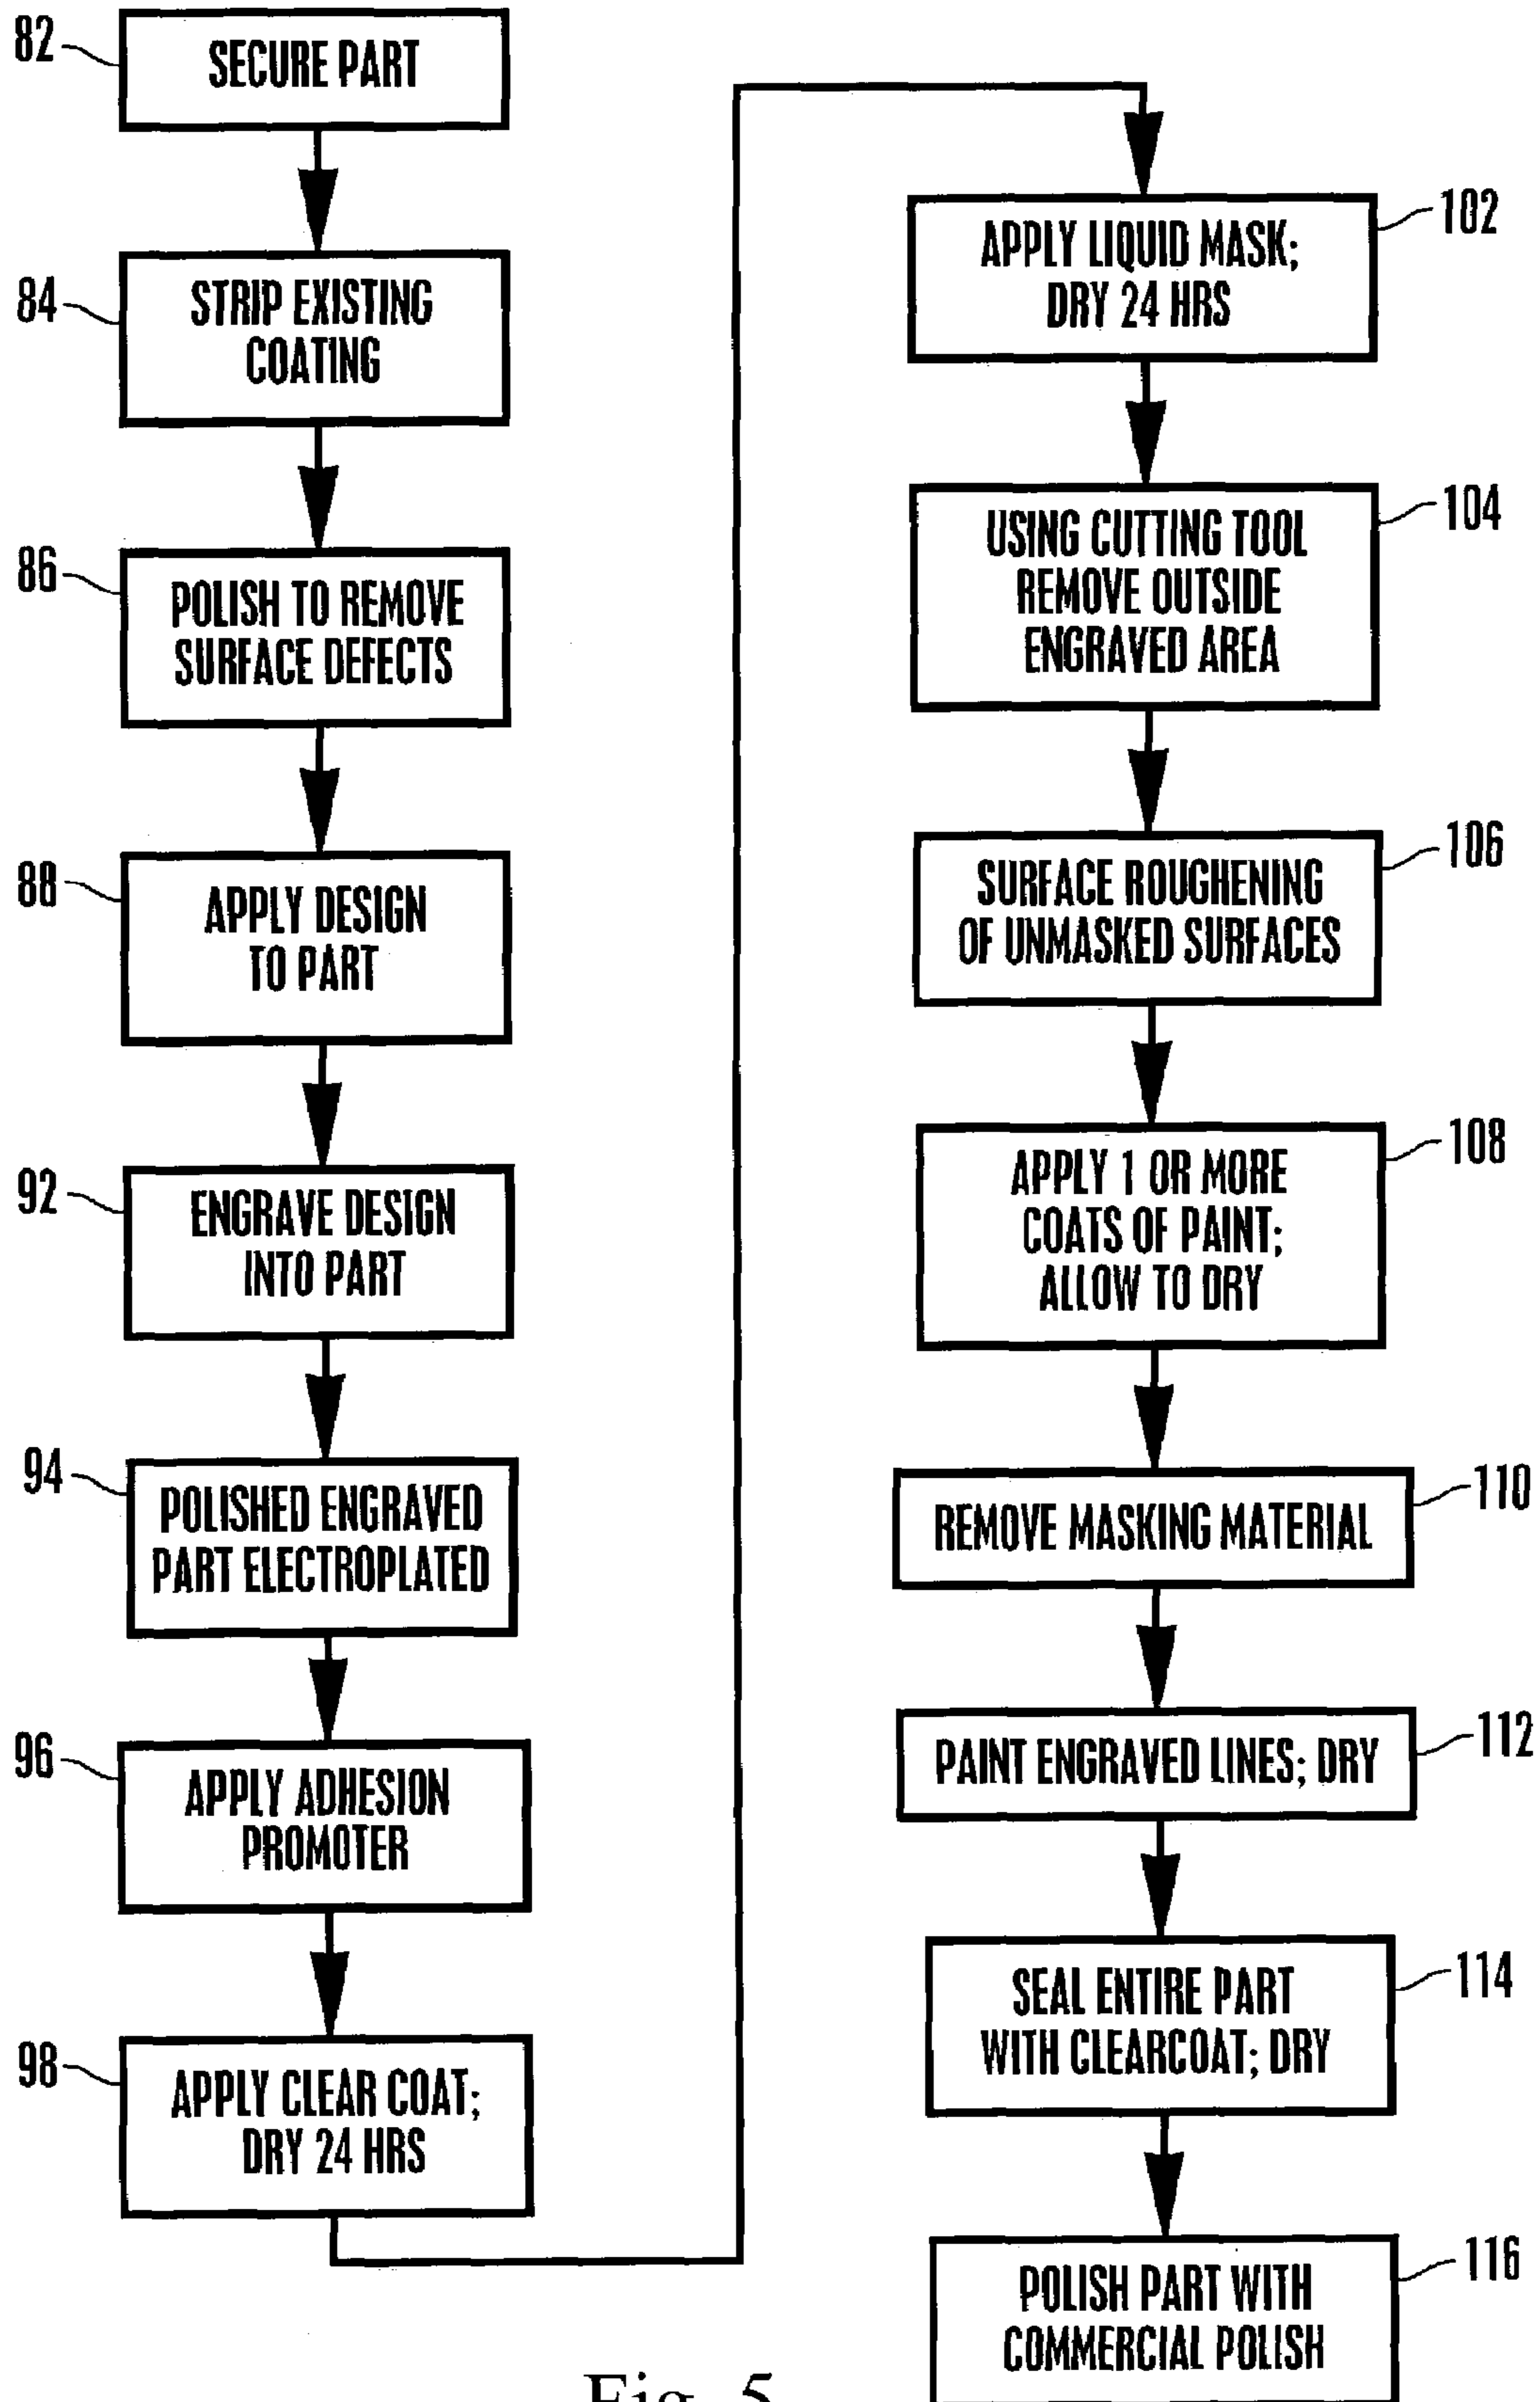 82
SECURE PART
84
STRIP EXISTING
COATING
86
POLISH TO REMOVE
SURFACE DEFECTS
88
APPLY DESIGN
TO PART
92
ENGRAVE DESIGN
INTO PART
94
POLISHED ENGRAVED
PART ELECTROPLATED
96
APPLY ADHESION
PROMOTER
98
APPLY CLEAR COAT;
DRY 24 HRS
102
APPLY LIQUID MASK;
DRY 24 HRS
104
USING CUTTING TOOL
REMOVE OUTSIDE
ENGRAVED AREA
106
SURFACE ROUGHENING
OF UNMASKED SURFACES
108
APPLY 1 OR MORE
COATS OF PAINT;
ALLOW TO DRY
110
REMOVE MASKING MATERIAL
112
PAINT ENGRAVED LINES; DRY
114
SEAL ENTIRE PART
WITH CLEARCOAT; DRY
116
POLISH PART WITH
COMMERCIAL POLISH
Fig. 5